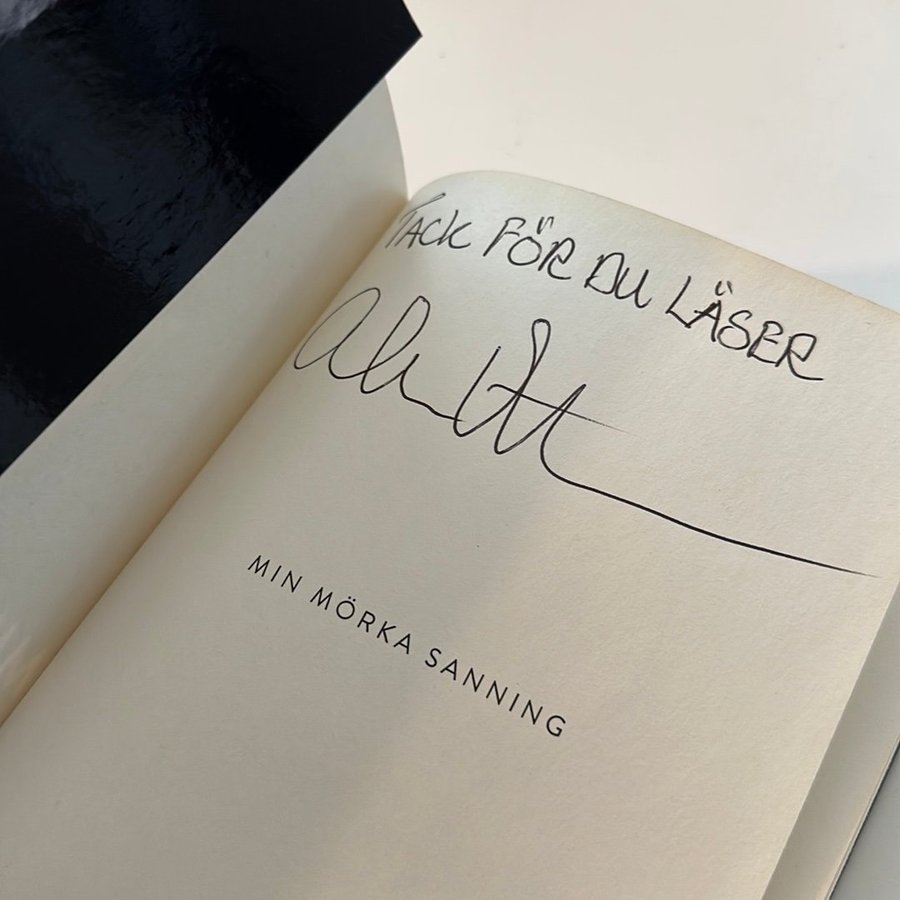 TACK FÖR DU LÄSER
MIN MÖRKA SANNING